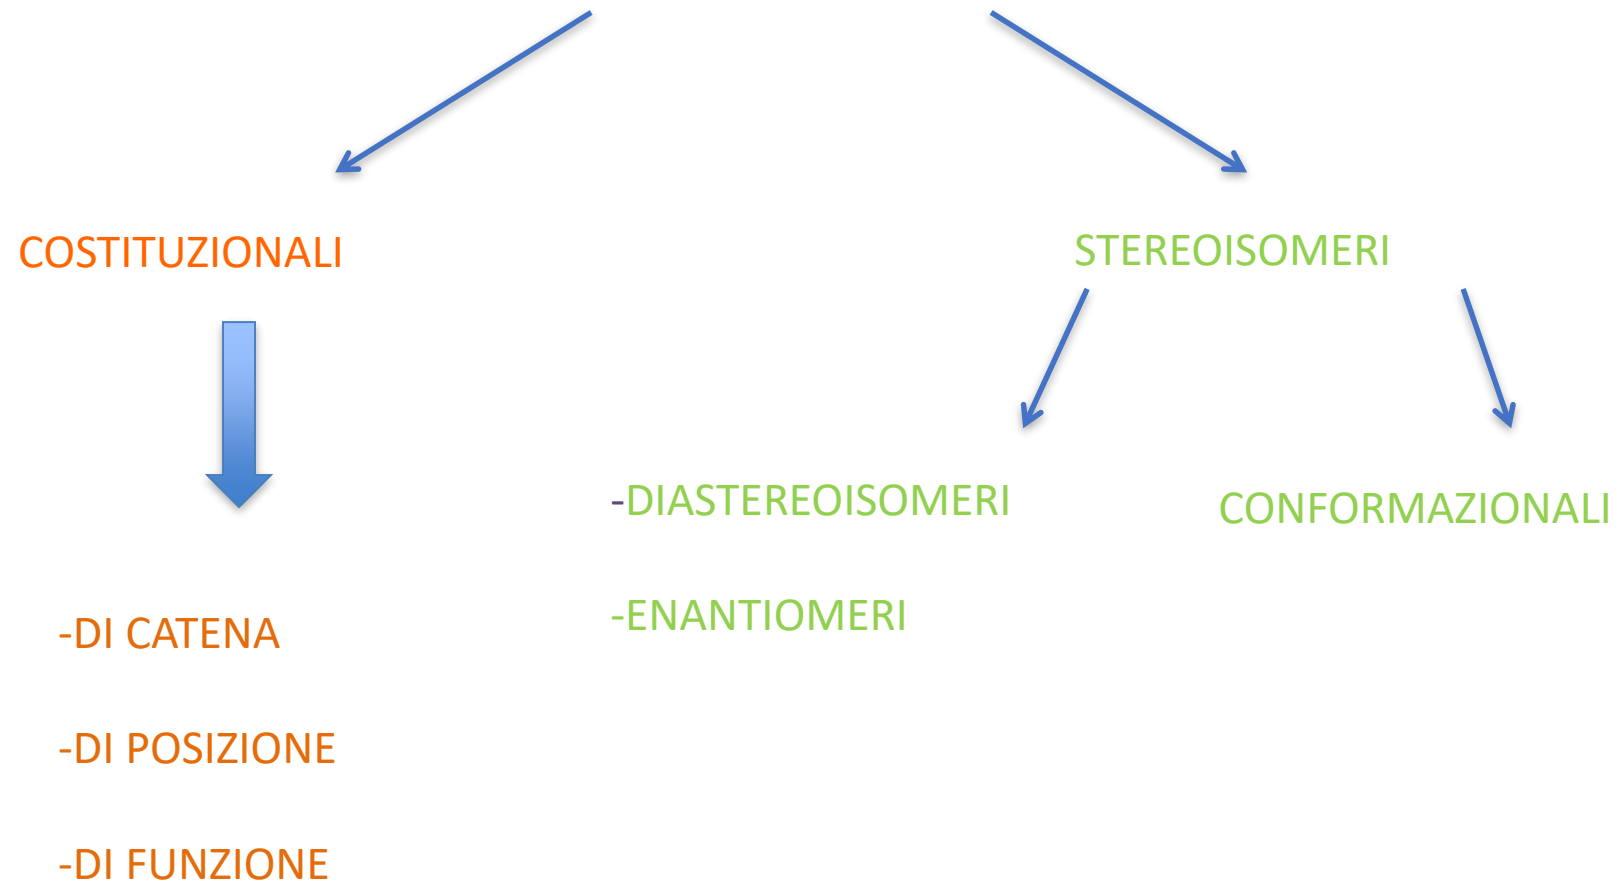 COSTITUZIONALI
STEREOISOMERI
-DIASTEREOISOMERI
CONFORMAZIONALI
-ENANTIOMERI
-DI CATENA
-DI POSIZIONE
-DI FUNZIONE